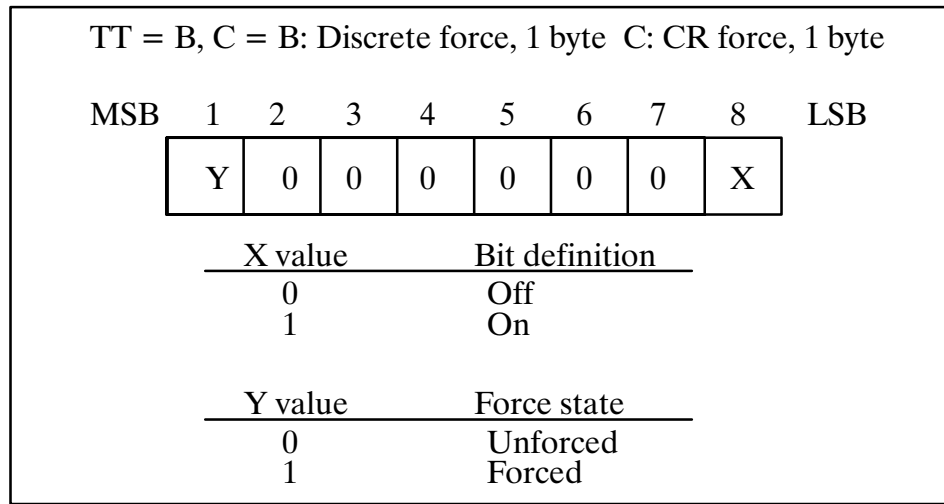 TT = B, C = B: Discrete force, 1 byte C: CR force, 1 byte
MSB 1 2 3 4 5 6 7 8 LSB
Y 0 0 0 0 0 0 X
X value Bit definition
0 Off
1 On
Y value Force state
0 Unforced
1 Forced